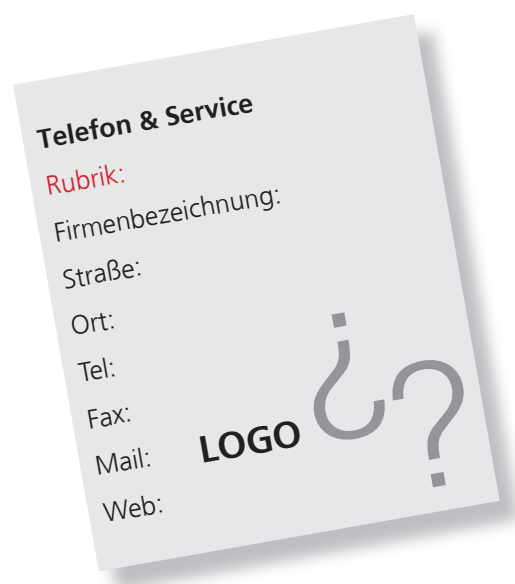 Telefon & Service
Rubrik:
Firmenbezeichnung:
Straße:
Ort:
Tel:
Fax:
Mail:
Web:
LOGO
¿?